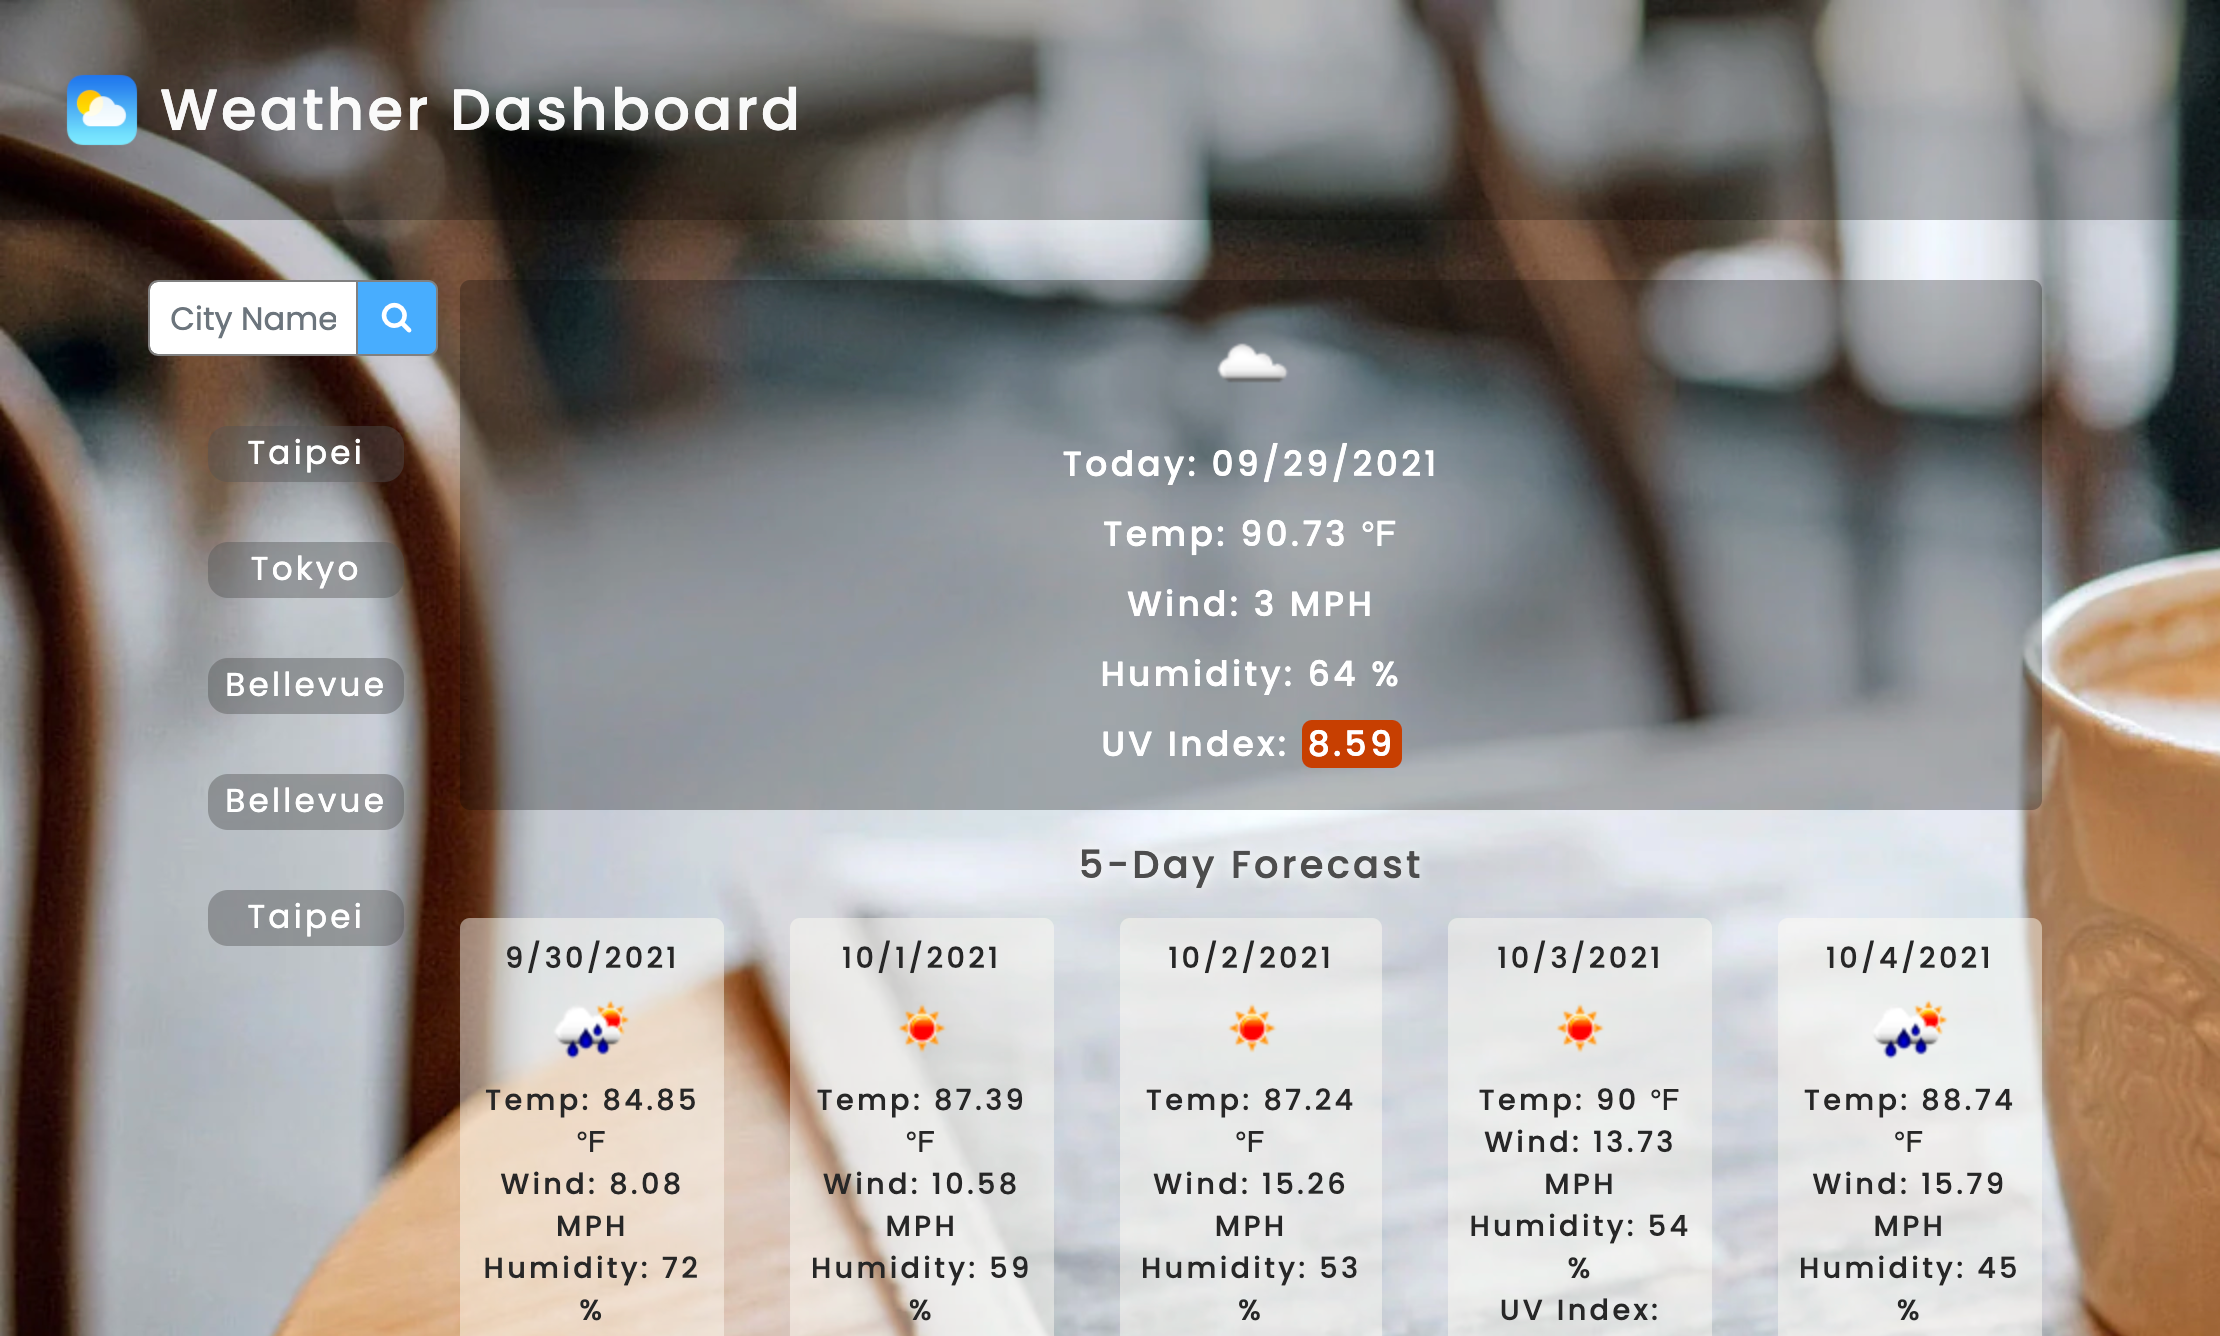 Weather Dashboard
City Name
Taipei
Tokyo
Bellevue
Bellevue
Taipei
Today: 09/29/2021
Temp: 90.73 °F
Wind: 3 MPH
Humidity: 64 %
UV Index: 8.59
5-Day Forecast
9/30/2021
Temp: 84.85
°F
Wind: 8.08
MPH
Humidity: 72
%
10/1/2021
Temp: 87.39
°F
Wind: 10.58
MPH
Humidity: 59
%
10/2/2021
Temp: 87.24
°F
Wind: 15.26
MPH
Humidity: 53
%
10/3/2021
Temp: 90 °F
Wind: 13.73
MPH
Humidity: 54
%
UV Index:
10/4/2021
Temp: 88.74
°F
Wind: 15.79
MPH
Humidity: 45
%